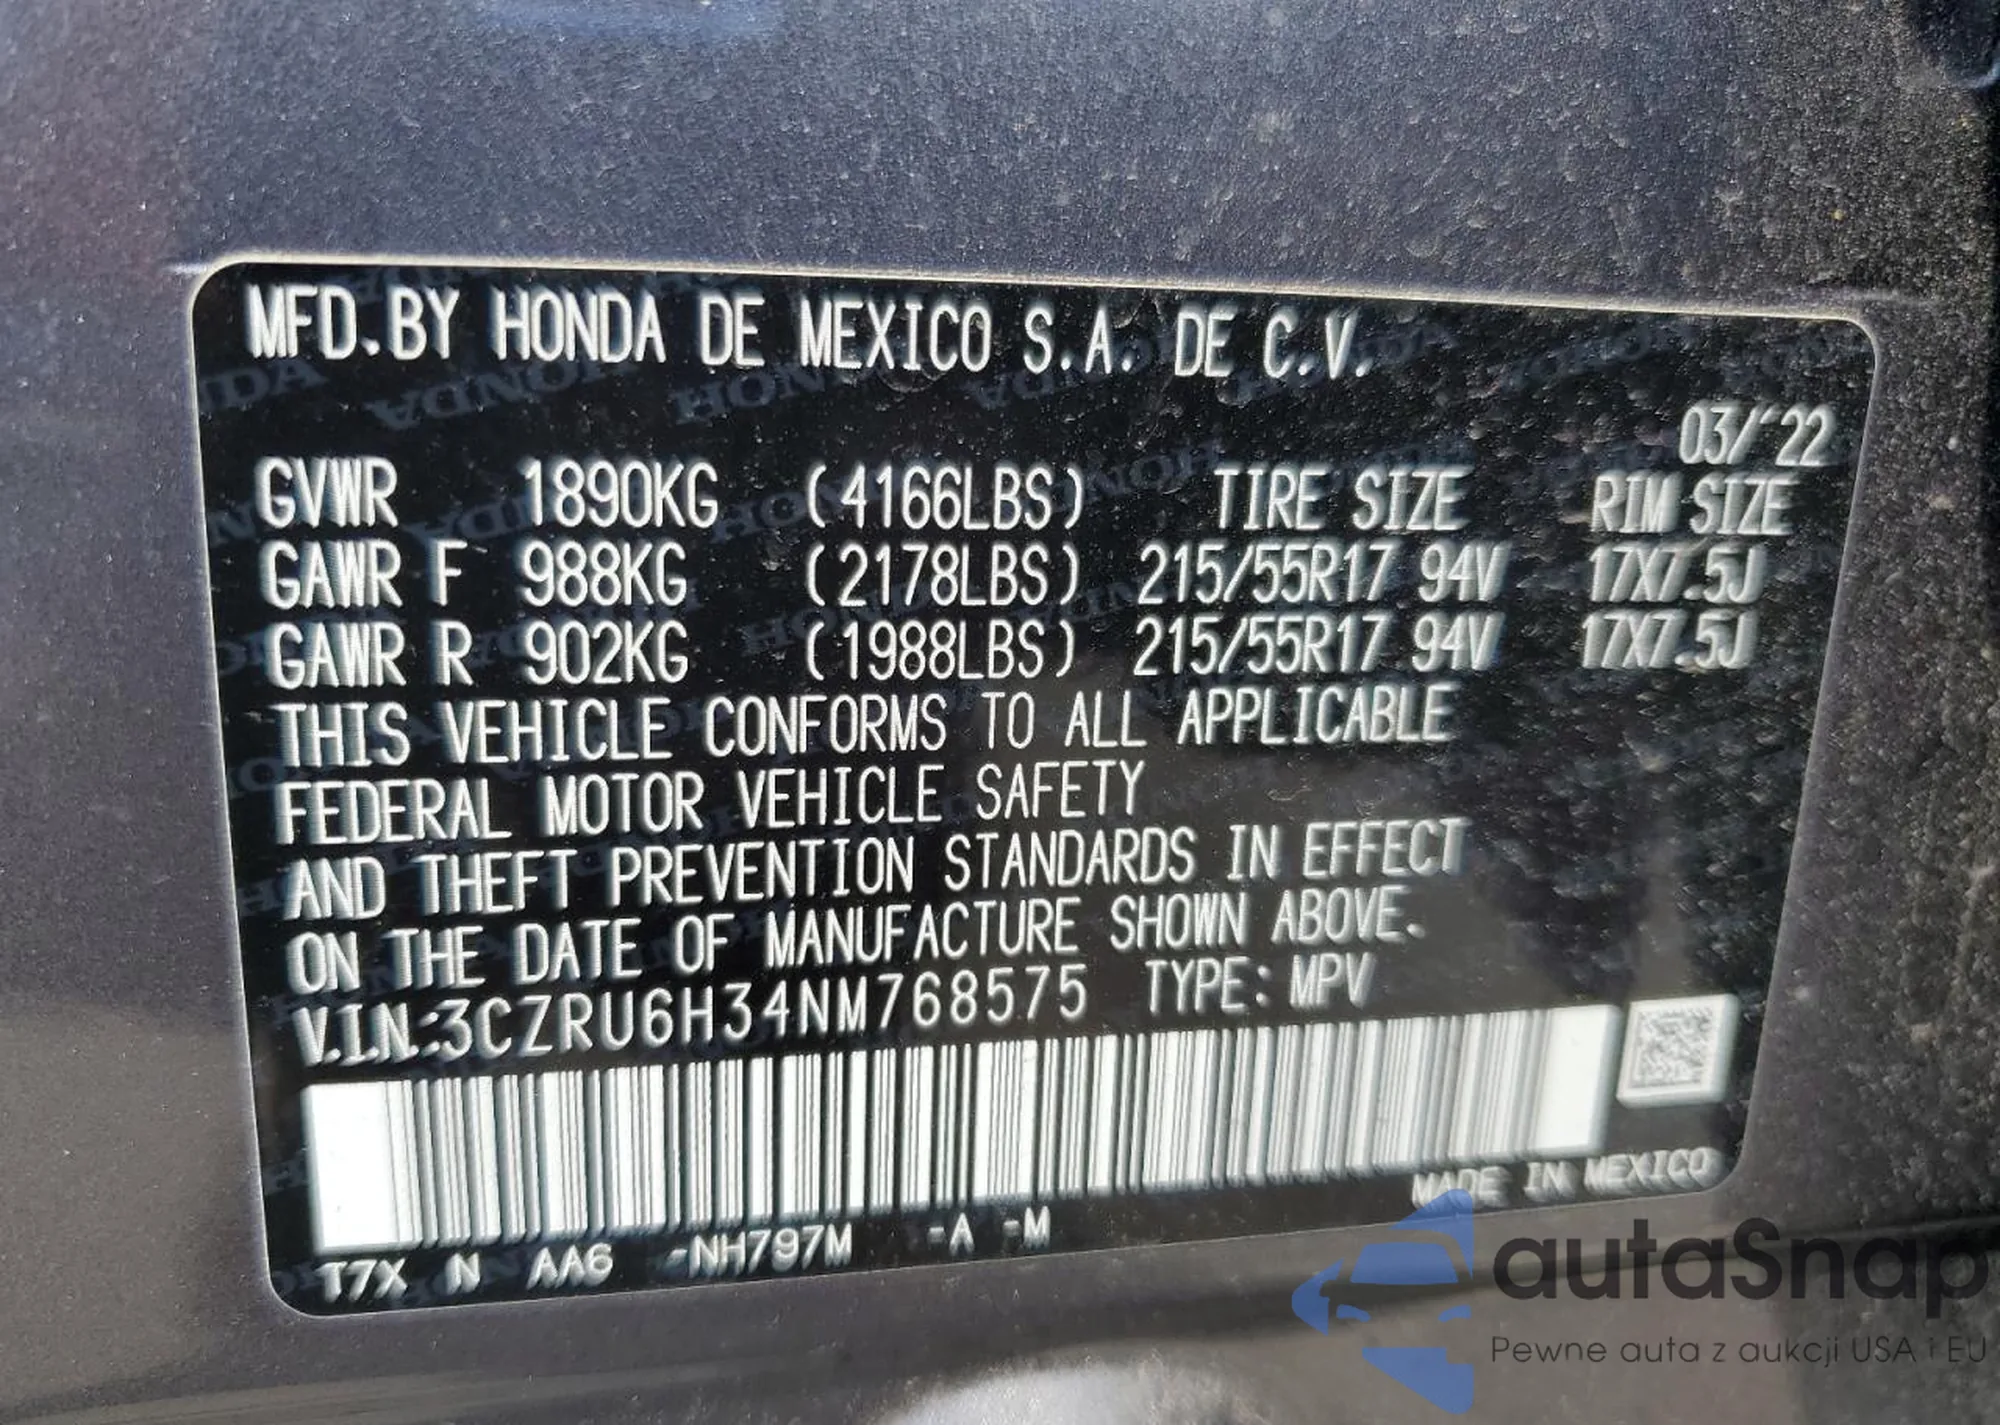 MFD.BY HONDA DE MEXICO S.A. DE C.V.
03/'22
GVWR 1890KG (4166LBS) TIRE SIZE RIM SIZE
GAWR F 988KG (2178LBS) 215/55R17 94V 17X7.5J
GAWR R 902KG (1988LBS) 215/55R17 94V 17X7.5J
THIS VEHICLE CONFORMS TO ALL APPLICABLE
FEDERAL MOTOR VEHICLE SAFETY
AND THEFT PREVENTION STANDARDS IN EFFECT
ON THE DATE OF MANUFACTURE SHOWN ABOVE.
V.I.N:3CZRU6H34NM768575 TYPE: MPV
MADE IN MEXICO
T7X N AA6 -NH797M -A -M
autaSnap
Pewne auta z aukcji USA i EU